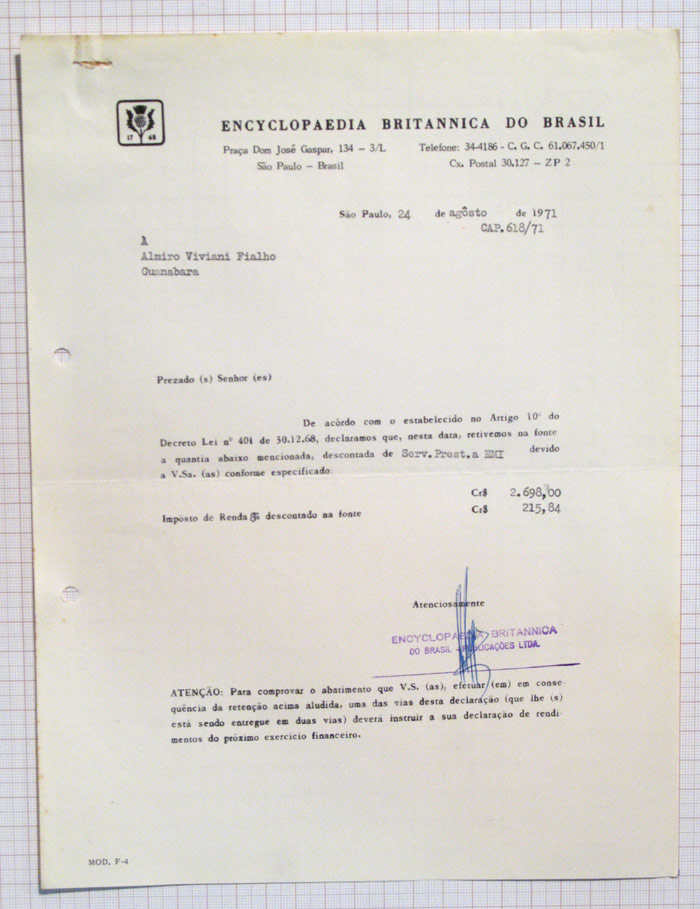 17 68
ENCYCLOPAEDIA BRITANNICA DO BRASIL
Praça Dom José Gaspar, 134 – 3/L
São Paulo – Brasil
Telefone: 34-4186 - C. G. C. 61.067.450/1
Cx. Postal 30.127 – ZP 2
São Paulo, 24 de agôsto de 1971
CAP.618/71
À
Almiro Viviani Fialho
Guanabara
Prezado (s) Senhor (es)
De acôrdo com o estabelecido no Artigo 10º do
Decreto Lei nº 401 de 30.12.68, declaramos que, nesta data, retivemos na fonte
a quantia abaixo mencionada, descontada de Serv.Prest.a EMI devido
a V.Sa. (as) conforme especificado:
Cr$ 2.698,00
Imposto de Renda 8% descontado na fonte Cr$ 215,84
Atenciosamente
ENCYCLOPAEDIA BRITANNICA
DO BRASIL - PUBLICAÇÕES LTDA.
ATENÇÃO: Para comprovar o abatimento que V.S. (as), efetuar (em) em conse-
quência da retenção acima aludida, uma das vias desta declaração (que lhe (s)
está sendo entregue em duas vias) deverá instruir a sua declaração de rendi-
mentos do próximo exercício financeiro.
MOD. F-4